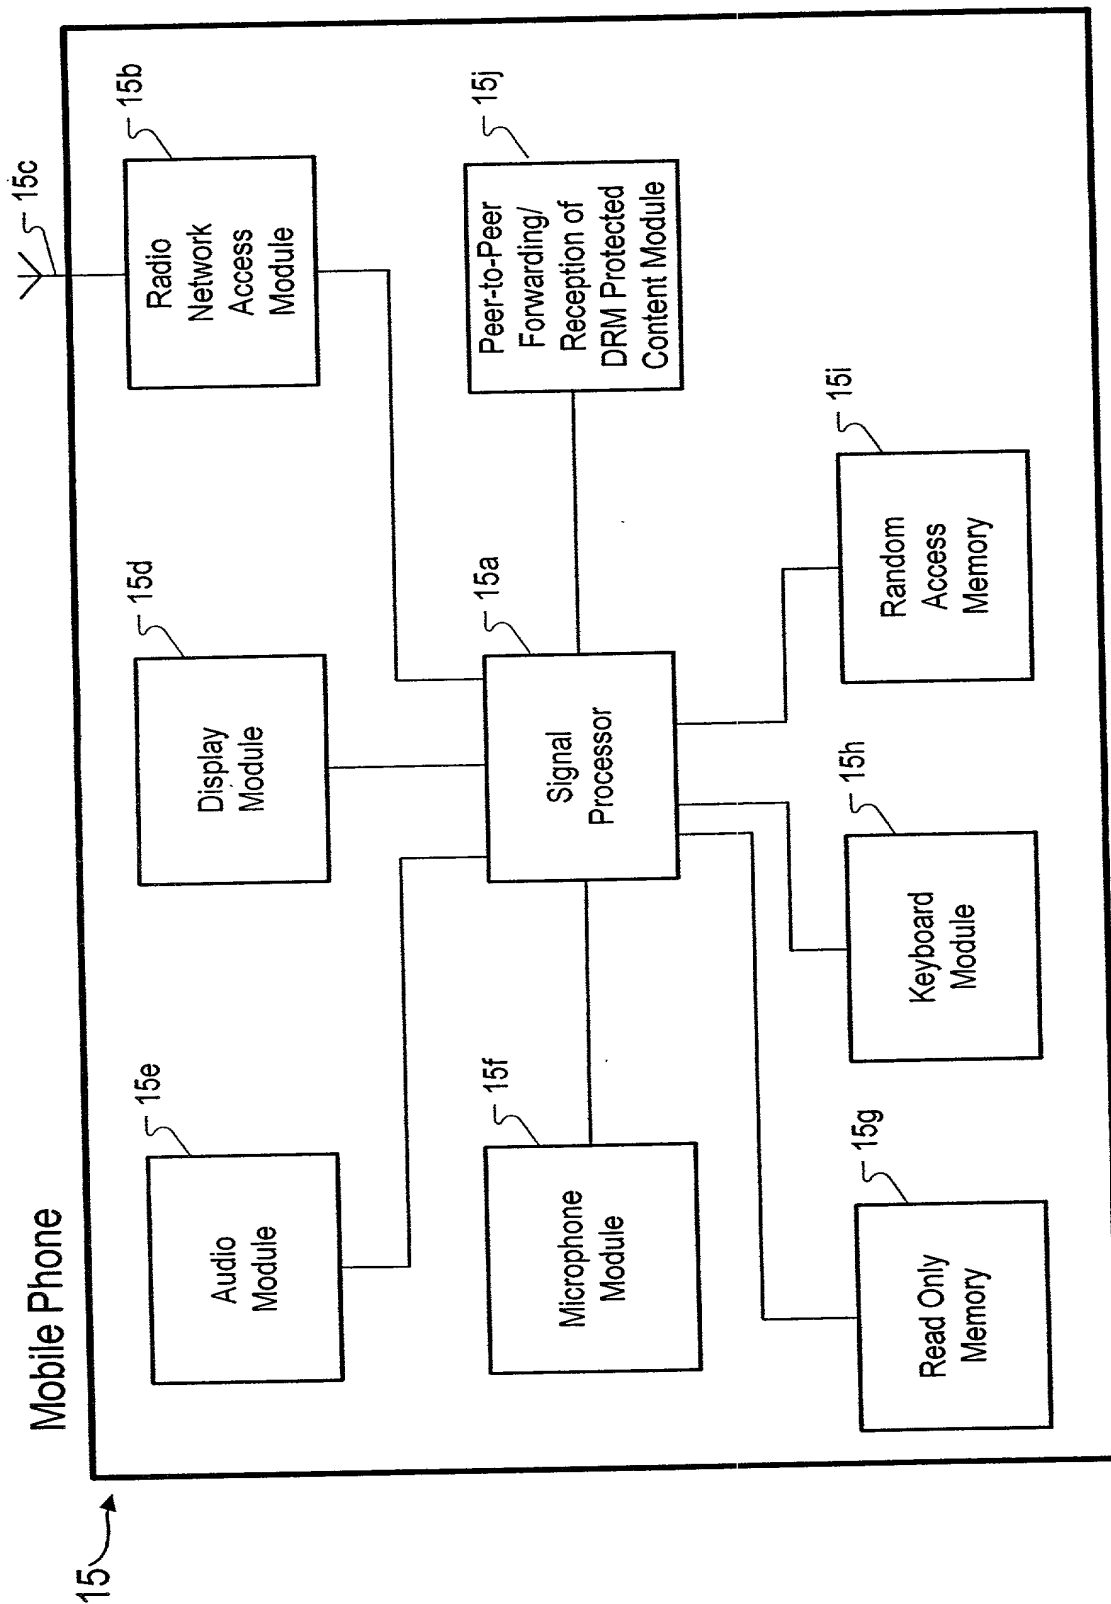 Mobile Phone
15
15c
15e
Audio
Module
15d
Display
Module
15b
Radio
Network
Access
Module
15f
Microphone
Module
15a
Signal
Processor
15j
Peer-to-Peer
Forwarding/
Reception of
DRM Protected
Content Module
15g
Read Only
Memory
15h
Keyboard
Module
15i
Random
Access
Memory